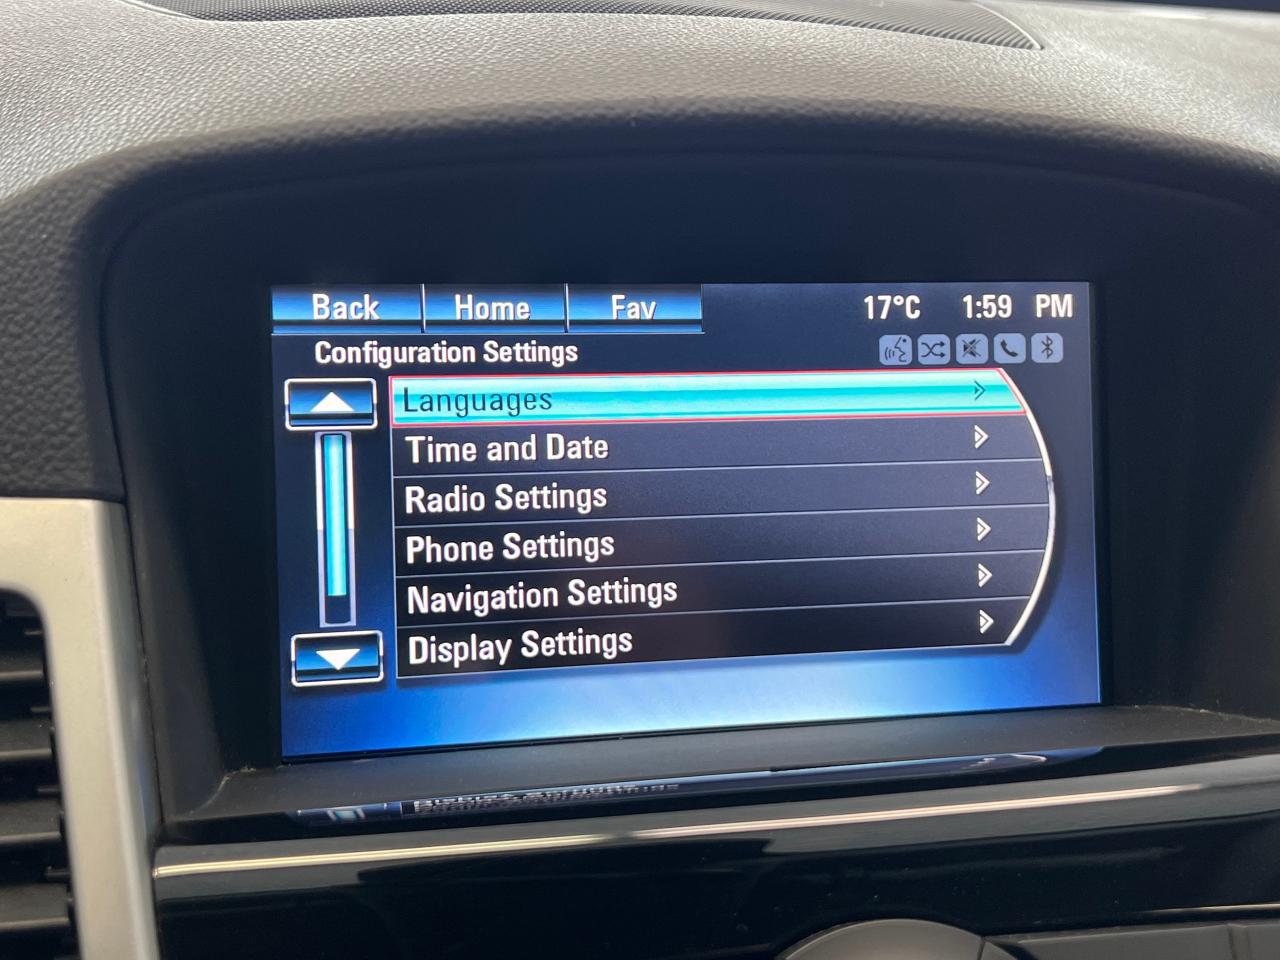 Back Home Fav 17°C 1:59 PM
Configuration Settings
Languages
Time and Date
Radio Settings
Phone Settings
Navigation Settings
Display Settings